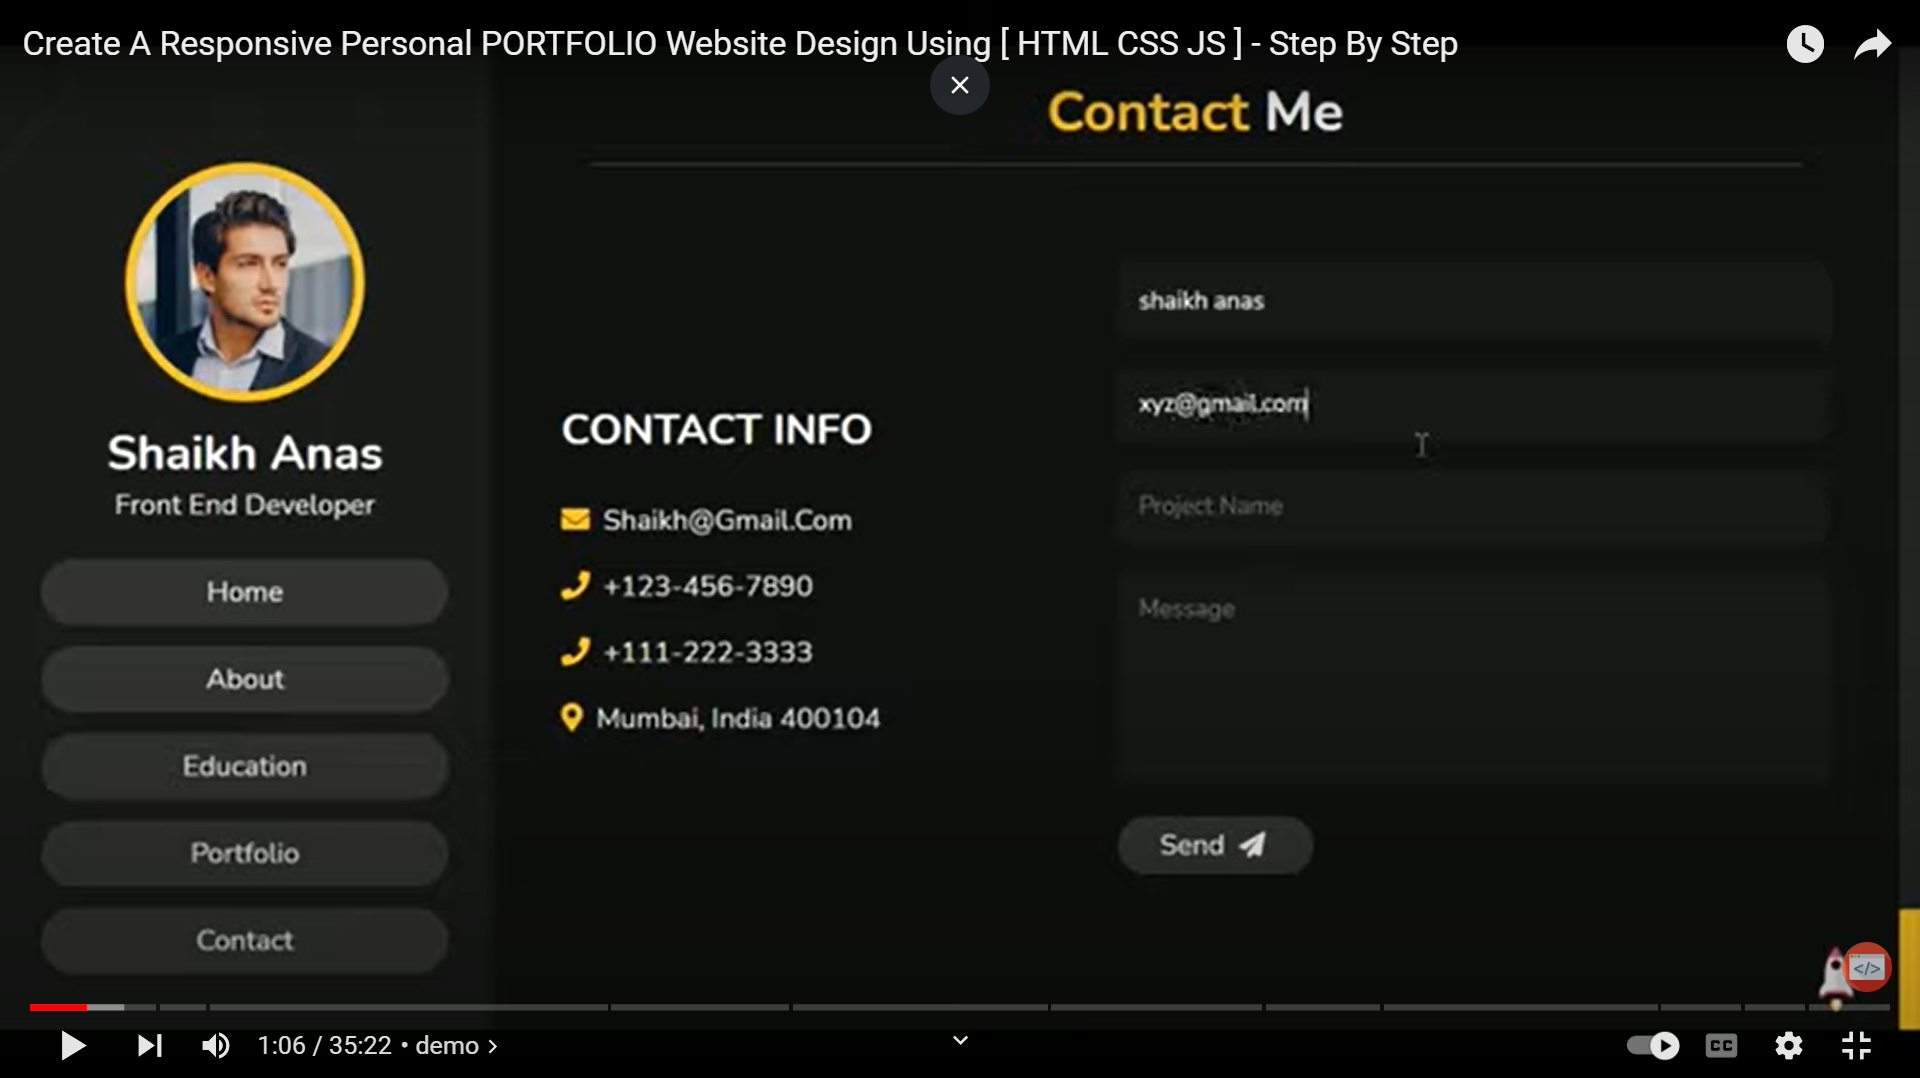 Create A Responsive Personal PORTFOLIO Website Design Using [ HTML CSS JS ] - Step By Step
Contact Me
Shaikh Anas
Front End Developer
Home
About
Education
Portfolio
Contact
CONTACT INFO
Shaikh@Gmail.Com
+123-456-7890
+111-222-3333
Mumbai, India 400104
shaikh anas
xyz@gmail.com
Project Name
Message
Send
</>
1:06 / 35:22 • demo
CC